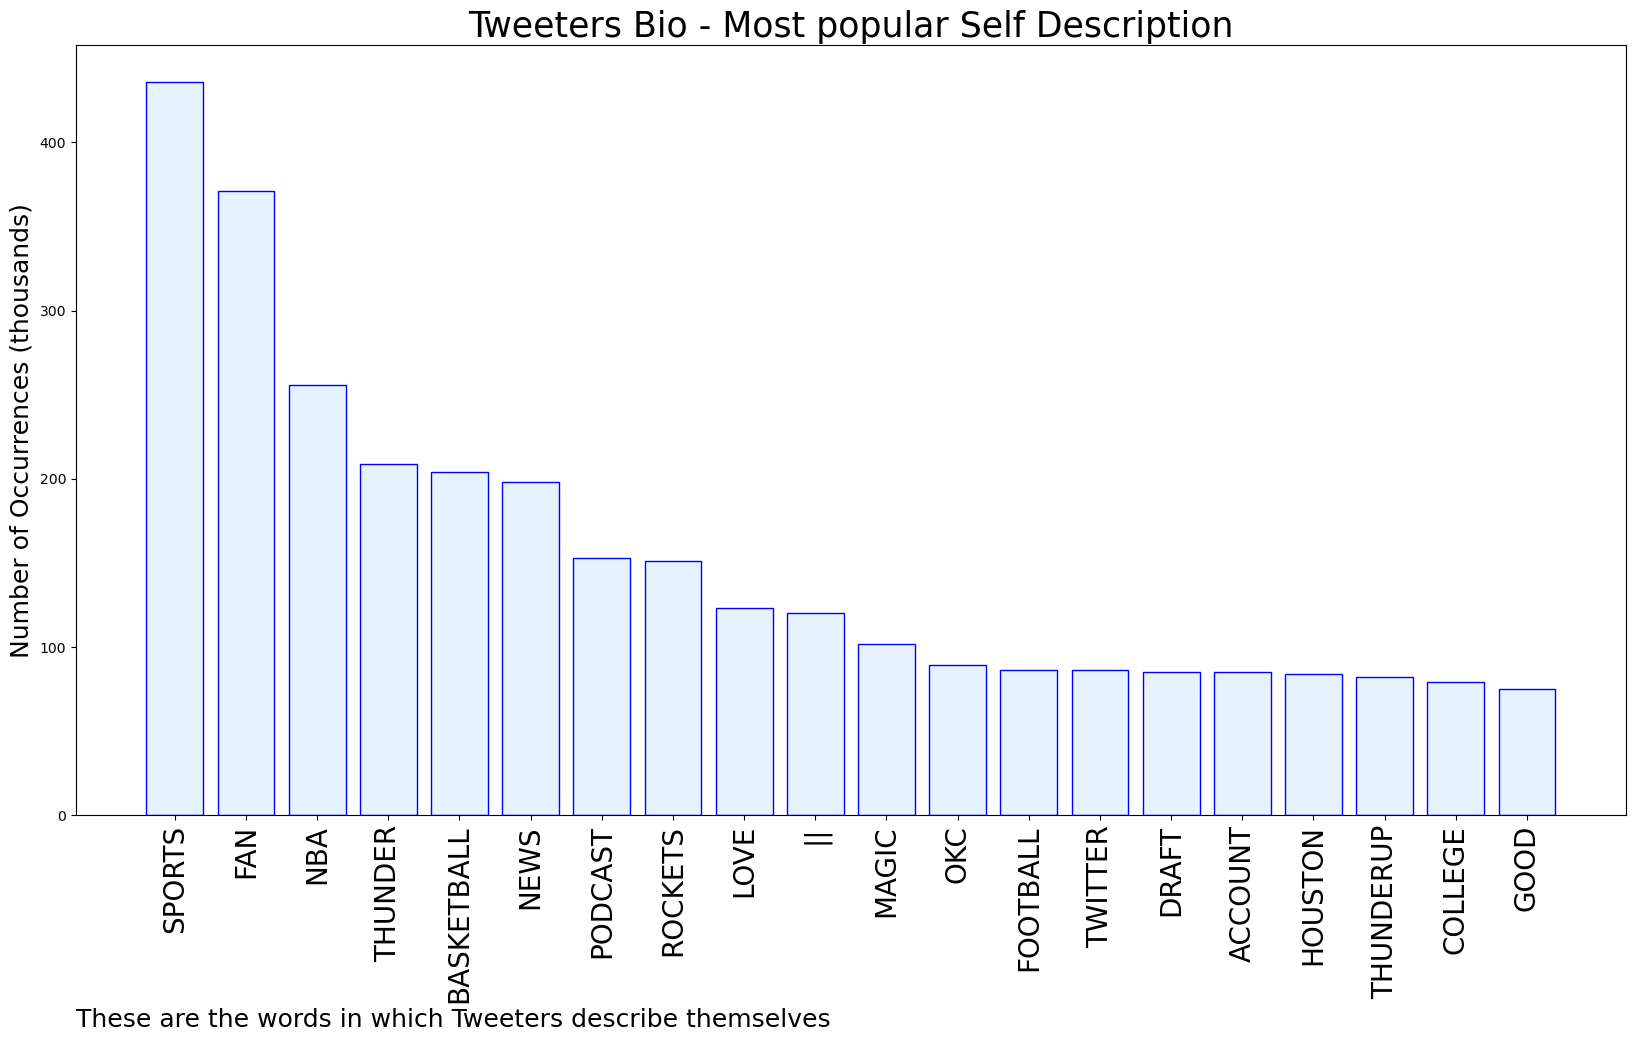 Tweeters Bio - Most popular Self Description
Number of Occurrences (thousands)
400
300
200
100
0
SPORTS
FAN
NBA
THUNDER
BASKETBALL
NEWS
PODCAST
ROCKETS
LOVE
||
MAGIC
OKC
FOOTBALL
TWITTER
DRAFT
ACCOUNT
HOUSTON
THUNDERUP
COLLEGE
GOOD
These are the words in which Tweeters describe themselves